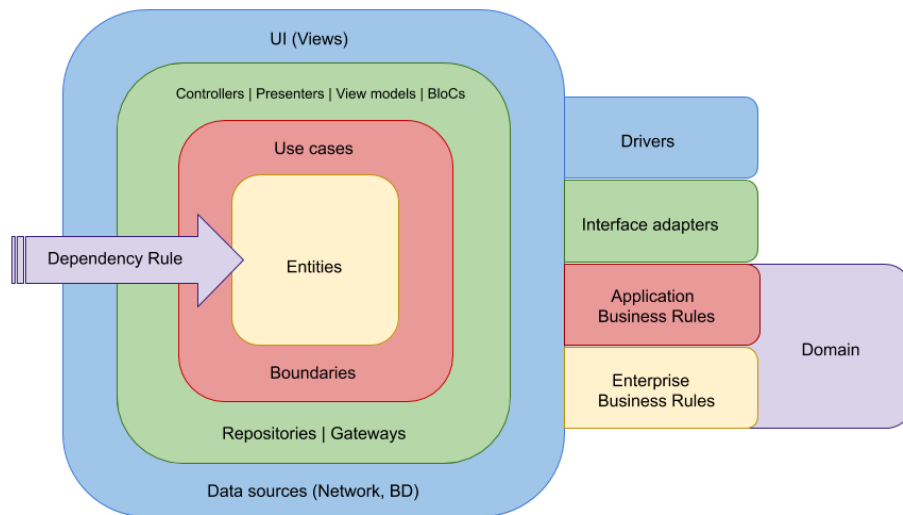 UI (Views)
Controllers | Presenters | View models | BloCs
Use cases
Dependency Rule
Entities
Boundaries
Repositories | Gateways
Data sources (Network, BD)
Drivers
Interface adapters
Application
Business Rules
Enterprise
Business Rules
Domain